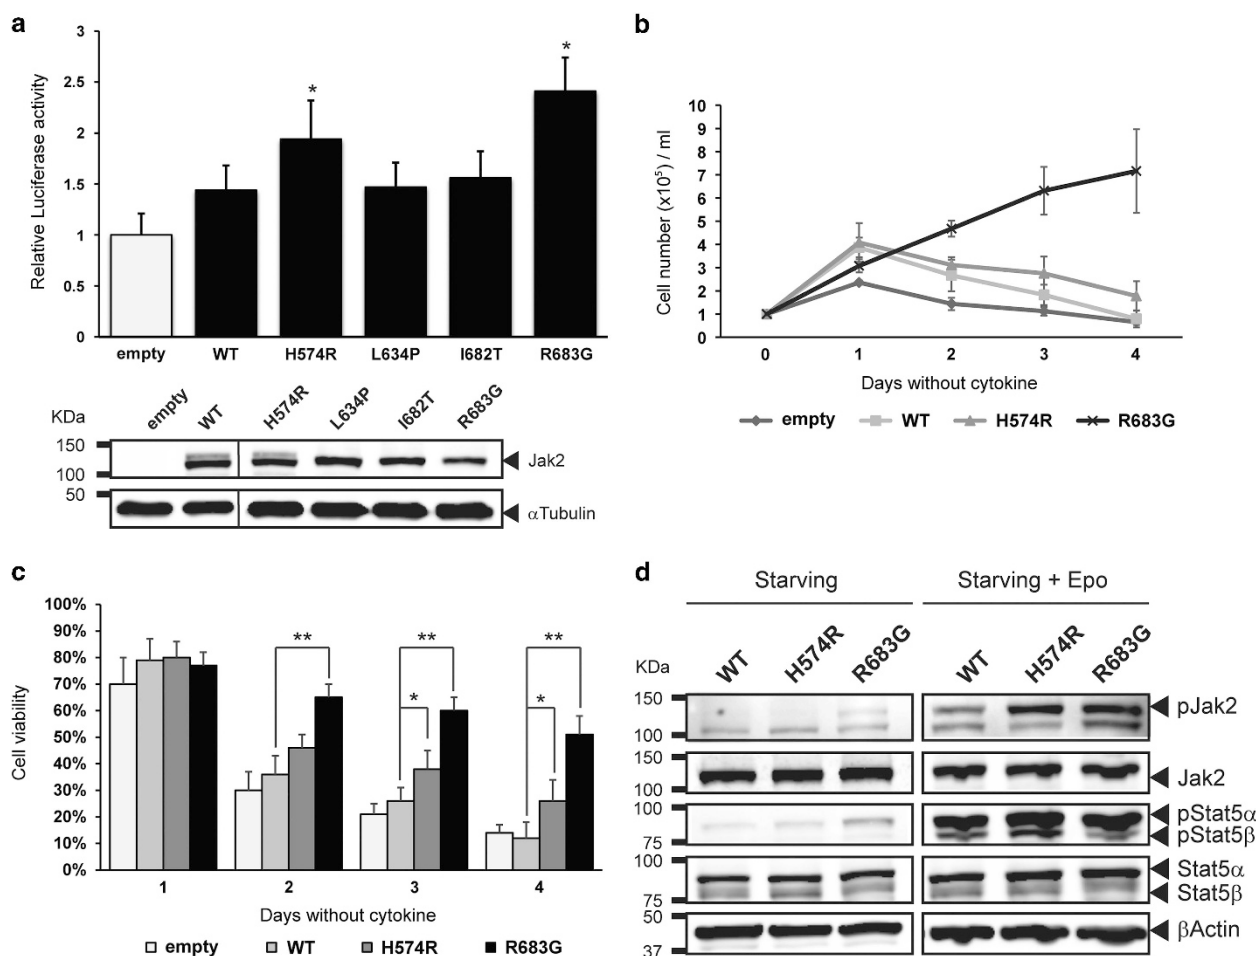 a
3
2.5
2
1.5
1
0.5
0
Relative Luciferase activity
*
*
empty WT H574R L634P I682T R683G
KDa
empty WT H574R L634P I682T R683G
150
100
Jak2
50
αTubulin
b
10
9
8
7
6
5
4
3
2
1
0
Cell number (x10⁵) / ml
0 1 2 3 4
Days without cytokine
empty WT H574R R683G
c
100%
90%
80%
70%
60%
50%
40%
30%
20%
10%
0%
Cell viability
** ** **
* *
1 2 3 4
Days without cytokine
empty WT H574R R683G
d
Starving Starving + Epo
KDa
WT H574R R683G WT H574R R683G
150
100
pJak2
150
100
Jak2
100
75
pStat5α
pStat5β
100
75
Stat5α
Stat5β
50
37
βActin